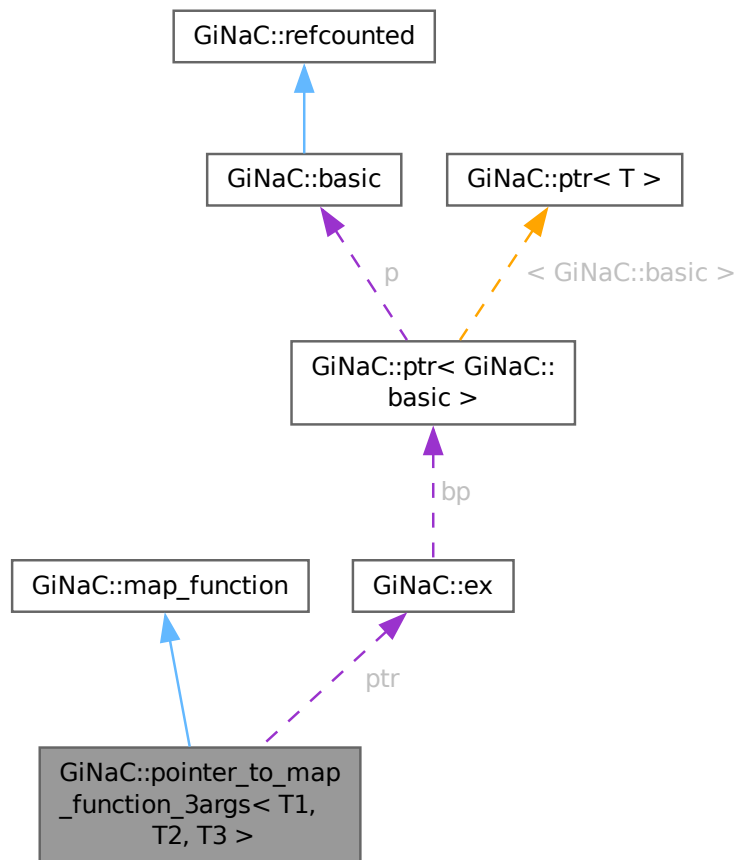 GiNaC::refcounted
GiNaC::basic
GiNaC::ptr< T >
p
< GiNaC::basic >
GiNaC::ptr< GiNaC::
basic >
bp
GiNaC::map_function
GiNaC::ex
ptr
GiNaC::pointer_to_map
_function_3args< T1,
T2, T3 >